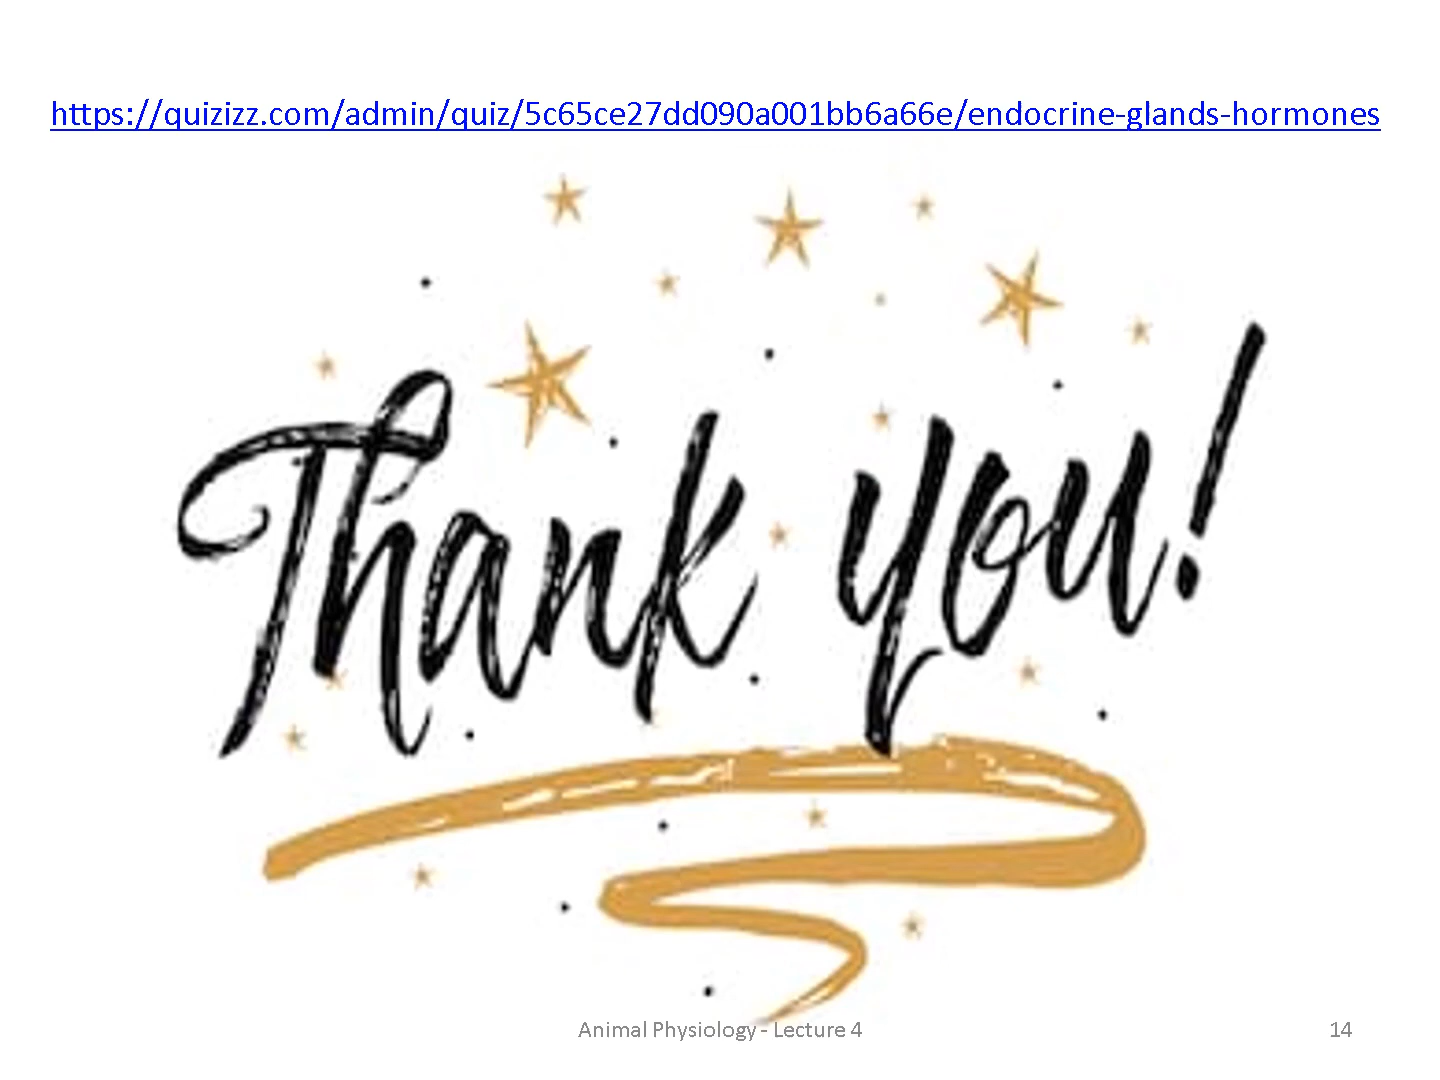 https://quizizz.com/admin/quiz/5c65ce27dd090a001bb6a66e/endocrine-glands-hormones
Thank you!
Animal Physiology - Lecture 4
14